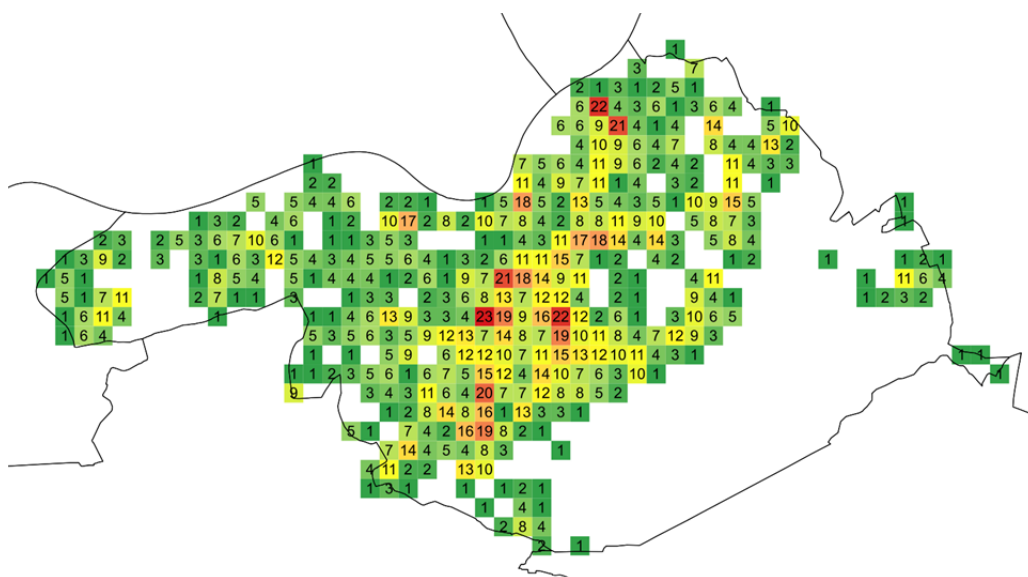 1
3 7
2 1 3 1 2 5 1
6 22 4 3 6 1 3 6 4 1
6 6 9 21 4 1 4 14 5 10
4 10 9 6 4 7 8 4 4 13 2
1 7 5 6 4 11 9 6 2 4 2 11 4 3 3
2 2 11 4 9 7 11 1 4 3 2 11 1
5 5 4 4 6 2 2 1 1 5 18 5 2 13 5 4 3 5 1 10 9 15 5 1
1 3 2 4 6 1 2 10 17 2 8 2 10 7 8 4 2 8 8 11 9 10 5 8 7 3 1
2 3 2 5 3 6 7 10 6 1 1 1 3 5 3 1 1 4 3 11 17 18 14 4 14 3 5 8 4
1 3 9 2 3 3 1 6 3 12 5 4 3 4 5 5 6 4 1 3 2 6 11 11 15 7 1 2 4 2 1 2 1 1 2 1
1 5 1 1 8 5 4 5 1 4 4 4 1 2 6 1 9 7 21 18 14 9 11 2 1 4 11 1 11 6 4
5 1 7 11 2 7 1 1 3 1 3 3 2 3 6 8 13 7 12 12 4 2 1 9 4 1 1 2 3 2
1 6 11 4 1 1 1 4 6 13 9 3 3 4 23 19 9 16 22 12 2 6 1 3 10 6 5
1 6 4 5 3 5 6 3 5 9 12 13 7 14 8 7 19 10 11 8 4 7 12 9 3
1 1 5 9 6 12 12 10 7 11 15 13 12 10 11 4 3 1 1 1
1 1 2 3 5 6 1 6 7 5 15 12 4 14 10 7 6 3 10 1 1
9 3 4 3 11 6 4 20 7 7 12 8 8 5 2
1 2 8 14 8 16 1 13 3 3 1
5 1 7 4 2 16 19 8 2 1
7 14 4 5 4 8 3 1
4 11 2 2 13 10
1 3 1 1 1 2 1
1 4 1
2 8 4
2 1